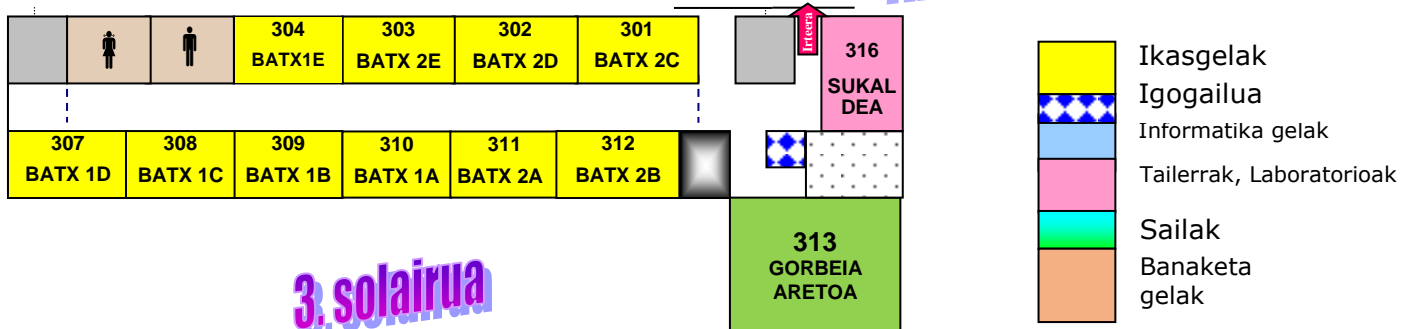 304
BATX1E
303
BATX 2E
302
BATX 2D
301
BATX 2C
Irteera
316
SUKAL
DEA
307
BATX 1D
308
BATX 1C
309
BATX 1B
310
BATX 1A
311
BATX 2A
312
BATX 2B
313
GORBEIA
ARETOA
3. solairua
Ikasgelak
Igogailua
Informatika gelak
Tailerrak, Laboratorioak
Sailak
Banaketa
gelak